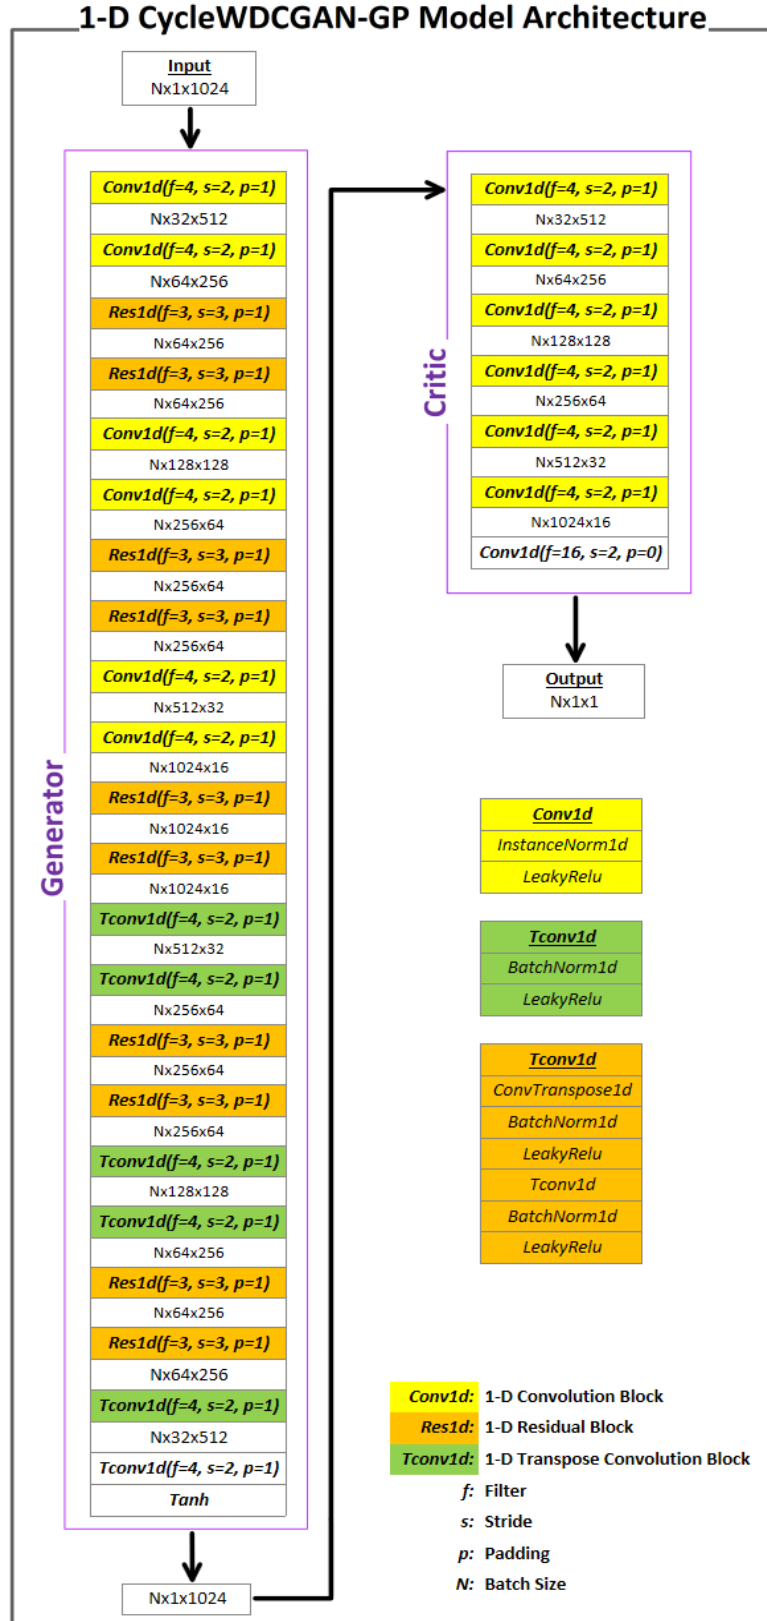 1-D CycleWDCGAN-GP Model Architecture
Input
Nx1x1024
Generator
Conv1d(f=4, s=2, p=1)
Nx32x512
Conv1d(f=4, s=2, p=1)
Nx64x256
Res1d(f=3, s=3, p=1)
Nx64x256
Res1d(f=3, s=3, p=1)
Nx64x256
Conv1d(f=4, s=2, p=1)
Nx128x128
Conv1d(f=4, s=2, p=1)
Nx256x64
Res1d(f=3, s=3, p=1)
Nx256x64
Res1d(f=3, s=3, p=1)
Nx256x64
Conv1d(f=4, s=2, p=1)
Nx512x32
Conv1d(f=4, s=2, p=1)
Nx1024x16
Res1d(f=3, s=3, p=1)
Nx1024x16
Res1d(f=3, s=3, p=1)
Nx1024x16
Tconv1d(f=4, s=2, p=1)
Nx512x32
Tconv1d(f=4, s=2, p=1)
Nx256x64
Res1d(f=3, s=3, p=1)
Nx256x64
Res1d(f=3, s=3, p=1)
Nx256x64
Tconv1d(f=4, s=2, p=1)
Nx128x128
Tconv1d(f=4, s=2, p=1)
Nx64x256
Res1d(f=3, s=3, p=1)
Nx64x256
Res1d(f=3, s=3, p=1)
Nx64x256
Tconv1d(f=4, s=2, p=1)
Nx32x512
Tconv1d(f=4, s=2, p=1)
Tanh
Nx1x1024
Critic
Conv1d(f=4, s=2, p=1)
Nx32x512
Conv1d(f=4, s=2, p=1)
Nx64x256
Conv1d(f=4, s=2, p=1)
Nx128x128
Conv1d(f=4, s=2, p=1)
Nx256x64
Conv1d(f=4, s=2, p=1)
Nx512x32
Conv1d(f=4, s=2, p=1)
Nx1024x16
Conv1d(f=16, s=2, p=0)
Output
Nx1x1
Conv1d
InstanceNorm1d
LeakyRelu
Tconv1d
BatchNorm1d
LeakyRelu
Tconv1d
ConvTranspose1d
BatchNorm1d
LeakyRelu
Tconv1d
BatchNorm1d
LeakyRelu
Conv1d: 1-D Convolution Block
Res1d: 1-D Residual Block
Tconv1d: 1-D Transpose Convolution Block
f: Filter
s: Stride
p: Padding
N: Batch Size